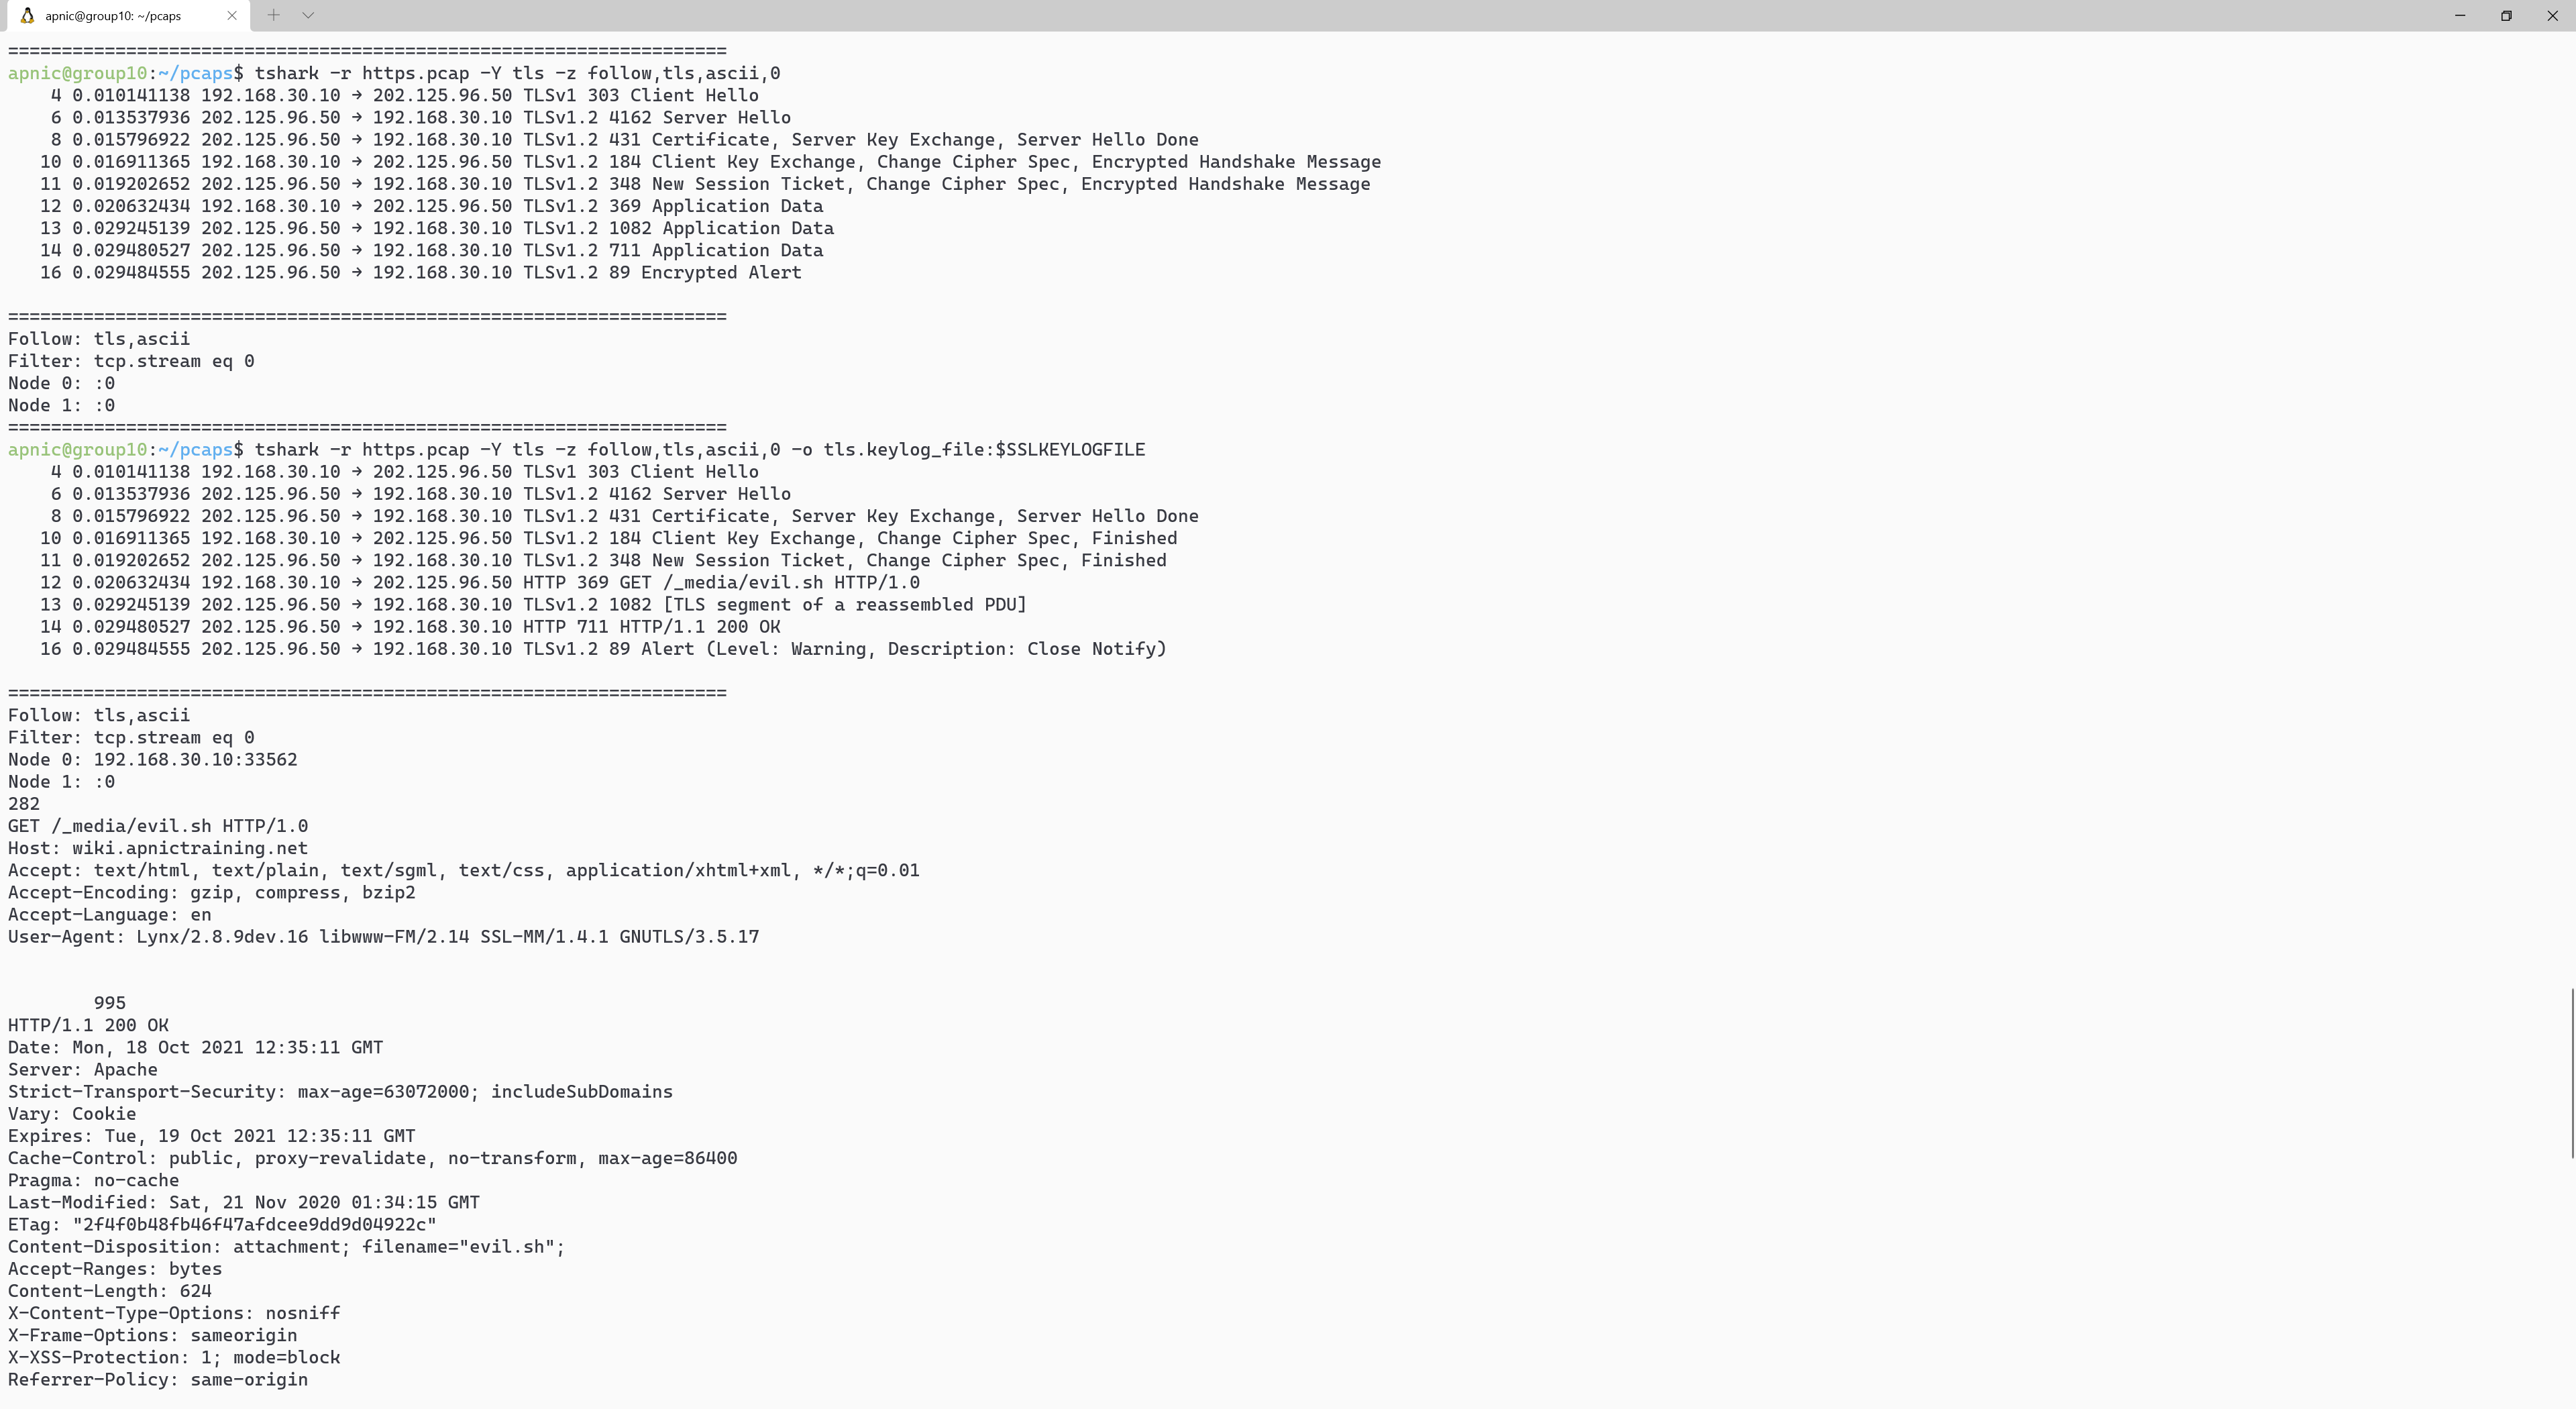 apnic@group10: ~/pcaps
===================================================================
apnic@group10:~/pcaps$ tshark -r https.pcap -Y tls -z follow,tls,ascii,0
4 0.010141138 192.168.30.10 → 202.125.96.50 TLSv1 303 Client Hello
6 0.013537936 202.125.96.50 → 192.168.30.10 TLSv1.2 4162 Server Hello
8 0.015796922 202.125.96.50 → 192.168.30.10 TLSv1.2 431 Certificate, Server Key Exchange, Server Hello Done
10 0.016911365 192.168.30.10 → 202.125.96.50 TLSv1.2 184 Client Key Exchange, Change Cipher Spec, Encrypted Handshake Message
11 0.019202652 202.125.96.50 → 192.168.30.10 TLSv1.2 348 New Session Ticket, Change Cipher Spec, Encrypted Handshake Message
12 0.020632434 192.168.30.10 → 202.125.96.50 TLSv1.2 369 Application Data
13 0.029245139 202.125.96.50 → 192.168.30.10 TLSv1.2 1082 Application Data
14 0.029480527 202.125.96.50 → 192.168.30.10 TLSv1.2 711 Application Data
16 0.029484555 202.125.96.50 → 192.168.30.10 TLSv1.2 89 Encrypted Alert
===================================================================
Follow: tls,ascii
Filter: tcp.stream eq 0
Node 0: :0
Node 1: :0
===================================================================
apnic@group10:~/pcaps$ tshark -r https.pcap -Y tls -z follow,tls,ascii,0 -o tls.keylog_file:$SSLKEYLOGFILE
4 0.010141138 192.168.30.10 → 202.125.96.50 TLSv1 303 Client Hello
6 0.013537936 202.125.96.50 → 192.168.30.10 TLSv1.2 4162 Server Hello
8 0.015796922 202.125.96.50 → 192.168.30.10 TLSv1.2 431 Certificate, Server Key Exchange, Server Hello Done
10 0.016911365 192.168.30.10 → 202.125.96.50 TLSv1.2 184 Client Key Exchange, Change Cipher Spec, Finished
11 0.019202652 202.125.96.50 → 192.168.30.10 TLSv1.2 348 New Session Ticket, Change Cipher Spec, Finished
12 0.020632434 192.168.30.10 → 202.125.96.50 HTTP 369 GET /_media/evil.sh HTTP/1.0
13 0.029245139 202.125.96.50 → 192.168.30.10 TLSv1.2 1082 [TLS segment of a reassembled PDU]
14 0.029480527 202.125.96.50 → 192.168.30.10 HTTP 711 HTTP/1.1 200 OK
16 0.029484555 202.125.96.50 → 192.168.30.10 TLSv1.2 89 Alert (Level: Warning, Description: Close Notify)
===================================================================
Follow: tls,ascii
Filter: tcp.stream eq 0
Node 0: 192.168.30.10:33562
Node 1: :0
282
GET /_media/evil.sh HTTP/1.0
Host: wiki.apnictraining.net
Accept: text/html, text/plain, text/sgml, text/css, application/xhtml+xml, */*;q=0.01
Accept-Encoding: gzip, compress, bzip2
Accept-Language: en
User-Agent: Lynx/2.8.9dev.16 libwww-FM/2.14 SSL-MM/1.4.1 GNUTLS/3.5.17
995
HTTP/1.1 200 OK
Date: Mon, 18 Oct 2021 12:35:11 GMT
Server: Apache
Strict-Transport-Security: max-age=63072000; includeSubDomains
Vary: Cookie
Expires: Tue, 19 Oct 2021 12:35:11 GMT
Cache-Control: public, proxy-revalidate, no-transform, max-age=86400
Pragma: no-cache
Last-Modified: Sat, 21 Nov 2020 01:34:15 GMT
ETag: "2f4f0b48fb46f47afdcee9dd9d04922c"
Content-Disposition: attachment; filename="evil.sh";
Accept-Ranges: bytes
Content-Length: 624
X-Content-Type-Options: nosniff
X-Frame-Options: sameorigin
X-XSS-Protection: 1; mode=block
Referrer-Policy: same-origin